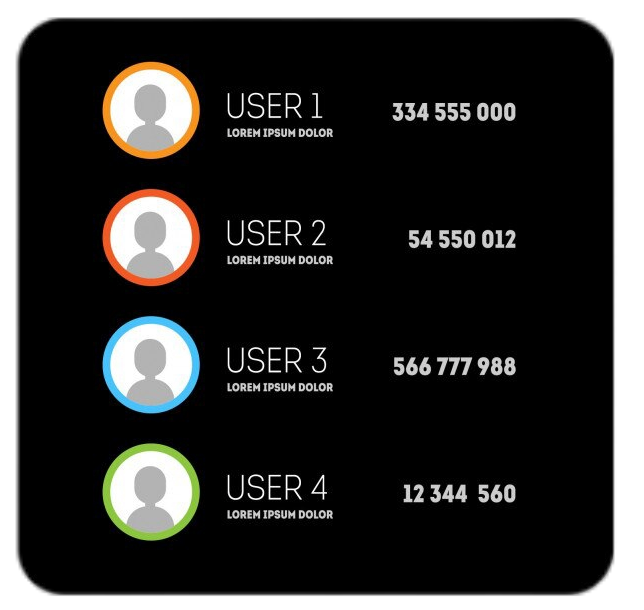 USER 1
LOREM IPSUM DOLOR
334 555 000
USER 2
LOREM IPSUM DOLOR
54 550 012
USER 3
LOREM IPSUM DOLOR
566 777 988
USER 4
LOREM IPSUM DOLOR
12 344 560